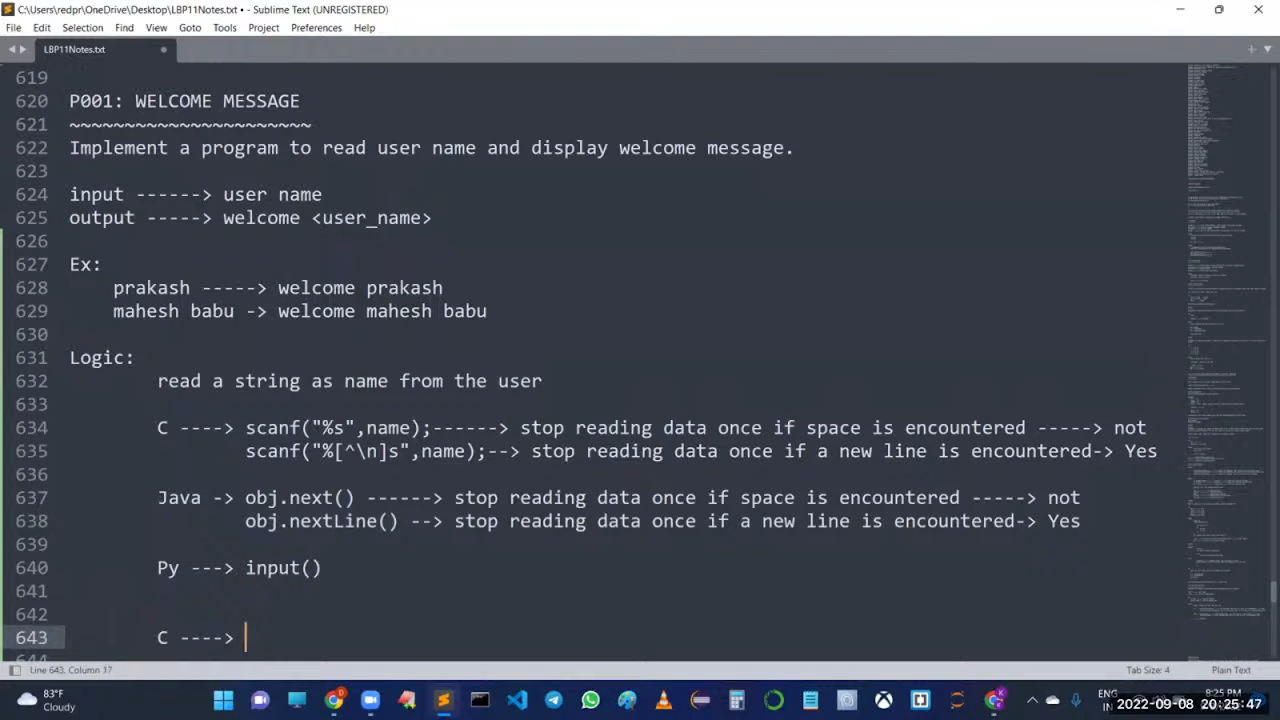 C:\Users\redpr\OneDrive\Desktop\LBP11Notes.txt • - Sublime Text (UNREGISTERED)
File Edit Selection Find View Goto Tools Project Preferences Help
LBP11Notes.txt
619
620 P001: WELCOME MESSAGE
621 ~~~~~~~~~~~~~~~~~~~~~~
622 Implement a program to read user name and display welcome message.
623
624 input ------> user name
625 output -----> welcome <user_name>
626
627 Ex:
628 prakash -----> welcome prakash
629 mahesh babu -> welcome mahesh babu
630
631 Logic:
632 read a string as name from the user
633
634 C ----> scanf("%s",name);-----> stop reading data once if space is encountered -----> not
635 scanf("%[^\n]s",name);--> stop reading data once if a new line is encountered-> Yes
636
637 Java -> obj.next() ------> stop reading data once if space is encountered -----> not
638 obj.nextLine() --> stop reading data once if a new line is encountered-> Yes
639
640 Py ---> input()
641
642
643 C ---->
644
Line 643, Column 17 Tab Size: 4 Plain Text
83°F
Cloudy
ENG
IN
8:25 PM
2022-09-08 20:25:47